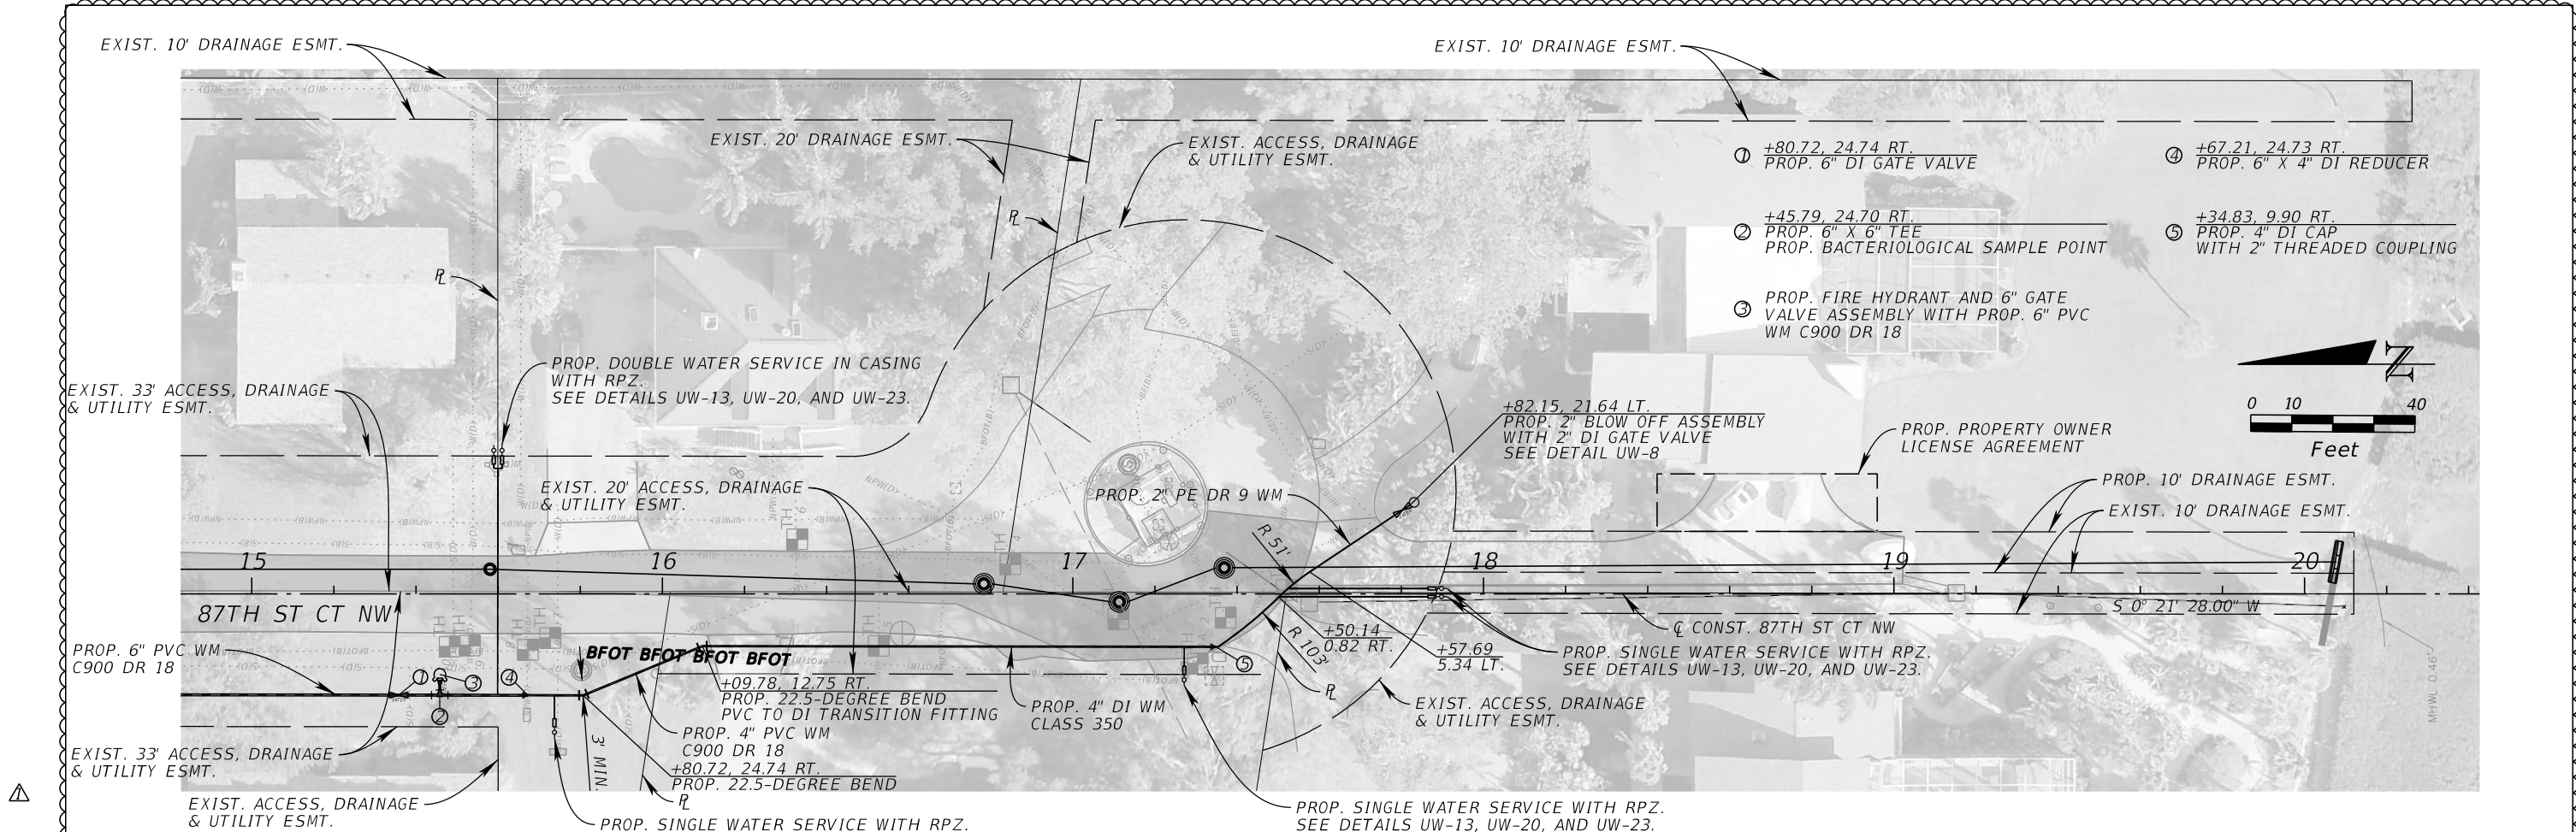 EXIST. 10' DRAINAGE ESMT.
EXIST. 10' DRAINAGE ESMT.
EXIST. 20' DRAINAGE ESMT.
EXIST. ACCESS, DRAINAGE
& UTILITY ESMT.
1
+80.72, 24.74 RT.
PROP. 6" DI GATE VALVE
4
+67.21, 24.73 RT.
PROP. 6" X 4" DI REDUCER
2
+45.79, 24.70 RT.
PROP. 6" X 6" TEE
PROP. BACTERIOLOGICAL SAMPLE POINT
5
+34.83, 9.90 RT.
PROP. 4" DI CAP
WITH 2" THREADED COUPLING
3
PROP. FIRE HYDRANT AND 6" GATE
VALVE ASSEMBLY WITH PROP. 6" PVC
WM C900 DR 18
PL
PL
N
0 10 40
Feet
PROP. DOUBLE WATER SERVICE IN CASING
WITH RPZ.
SEE DETAILS UW-13, UW-20, AND UW-23.
EXIST. 33' ACCESS, DRAINAGE
& UTILITY ESMT.
+82.15, 21.64 LT.
PROP. 2" BLOW OFF ASSEMBLY
WITH 2" DI GATE VALVE
SEE DETAIL UW-8
PROP. PROPERTY OWNER
LICENSE AGREEMENT
EXIST. 20' ACCESS, DRAINAGE
& UTILITY ESMT.
PROP. 2" PE DR 9 WM
PROP. 10' DRAINAGE ESMT.
EXIST. 10' DRAINAGE ESMT.
R 51'
15 16 17 18 19 20
87TH ST CT NW
S 0° 21' 28.00" W
CL CONST. 87TH ST CT NW
+50.14
0.82 RT.
R 103'
+57.69
5.34 LT.
PROP. SINGLE WATER SERVICE WITH RPZ.
SEE DETAILS UW-13, UW-20, AND UW-23.
PROP. 6" PVC WM
C900 DR 18
BFOT BFOT BFOT BFOT
1
3
4
2
5
+09.78, 12.75 RT.
PROP. 22.5-DEGREE BEND
PVC TO DI TRANSITION FITTING
PROP. 4" DI WM
CLASS 350
PL
EXIST. ACCESS, DRAINAGE
& UTILITY ESMT.
MHWL 0.46'
PROP. 4" PVC WM
C900 DR 18
3' MIN.
EXIST. 33' ACCESS, DRAINAGE
& UTILITY ESMT.
+80.72, 24.74 RT.
PROP. 22.5-DEGREE BEND
PL
1
EXIST. ACCESS, DRAINAGE
& UTILITY ESMT.
PROP. SINGLE WATER SERVICE WITH RPZ.
PROP. SINGLE WATER SERVICE WITH RPZ.
SEE DETAILS UW-13, UW-20, AND UW-23.